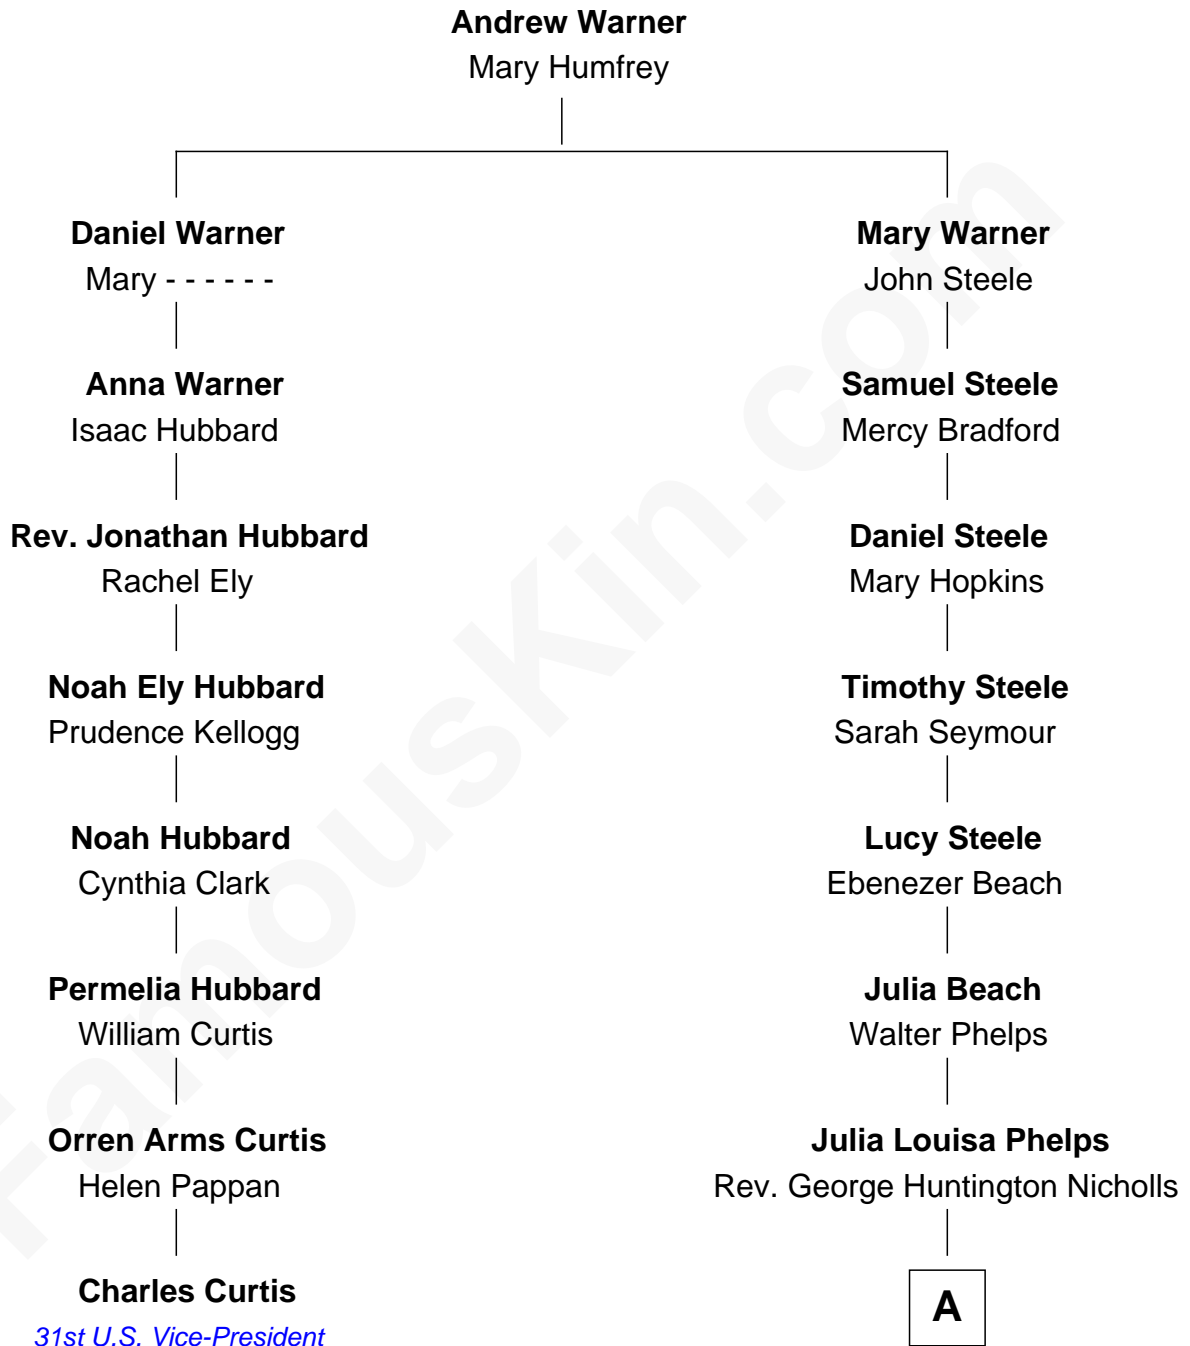 Andrew Warner
Mary Humfrey
Daniel Warner
Mary - - - - - -
Anna Warner
Isaac Hubbard
Rev. Jonathan Hubbard
Rachel Ely
Noah Ely Hubbard
Prudence Kellogg
Noah Hubbard
Cynthia Clark
Permelia Hubbard
William Curtis
Orren Arms Curtis
Helen Pappan
Charles Curtis
31st U.S. Vice-President
Mary Warner
John Steele
Samuel Steele
Mercy Bradford
Daniel Steele
Mary Hopkins
Timothy Steele
Sarah Seymour
Lucy Steele
Ebenezer Beach
Julia Beach
Walter Phelps
Julia Louisa Phelps
Rev. George Huntington Nicholls
A
FamousKin.com